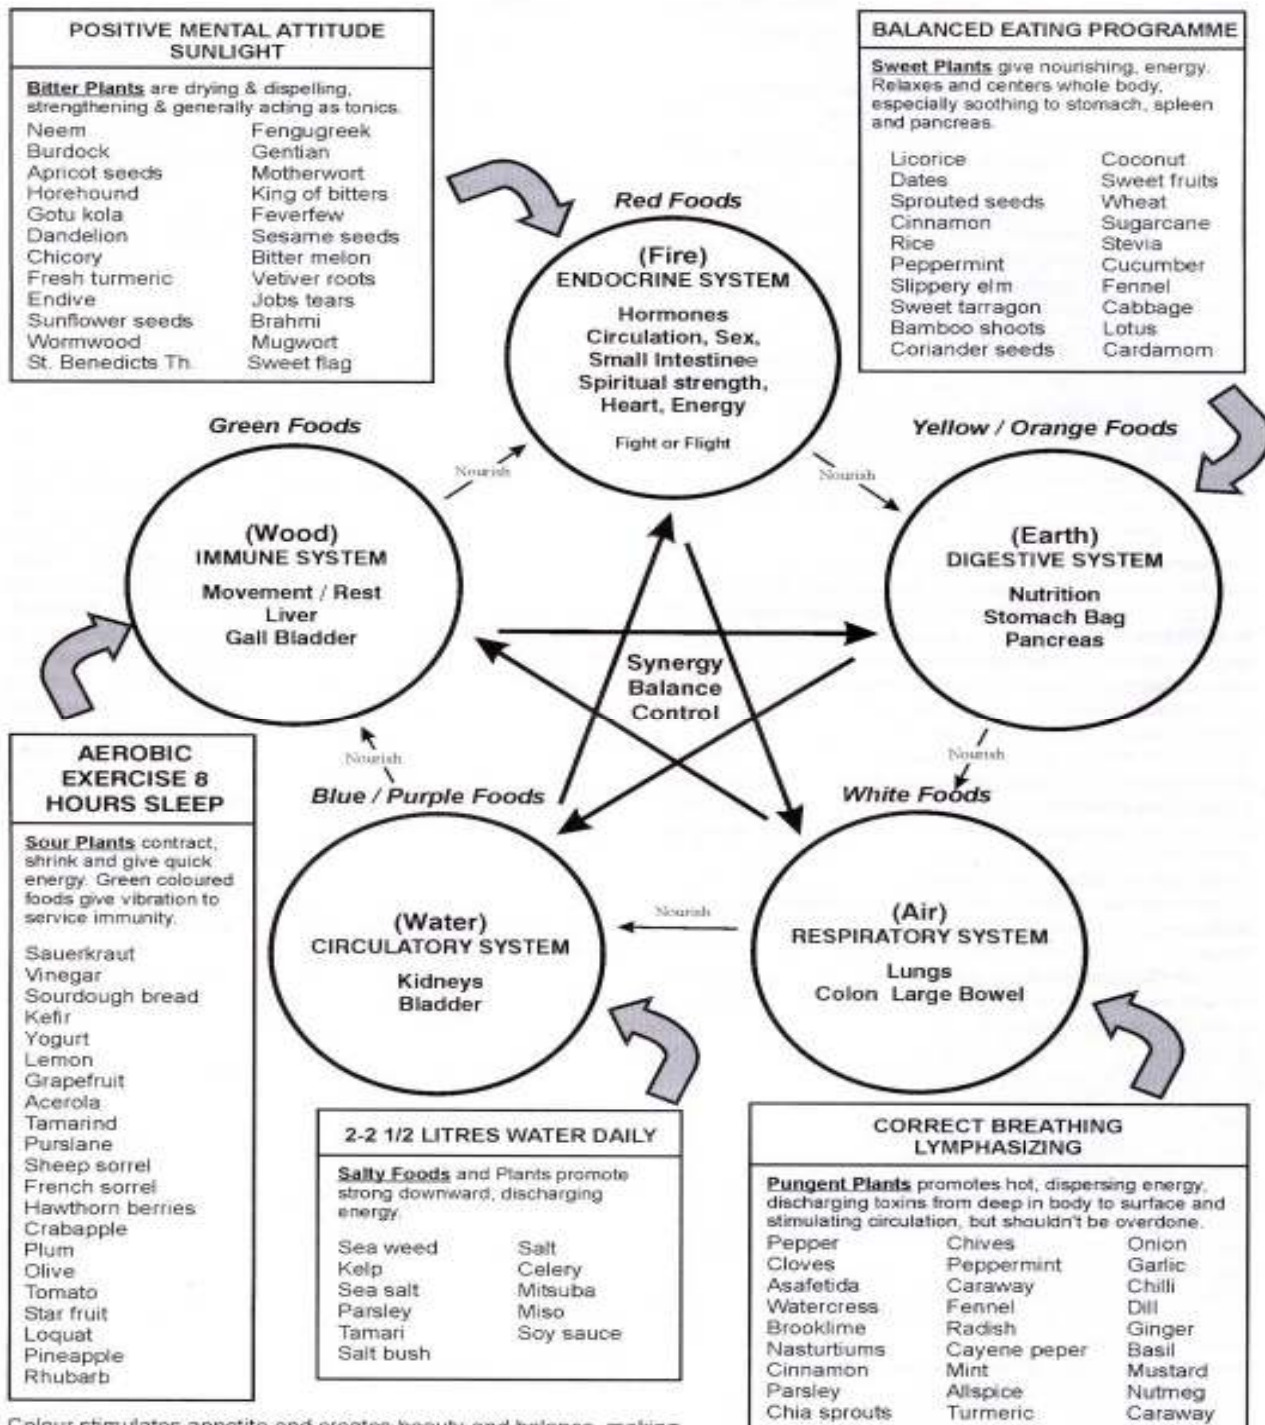 POSITIVE MENTAL ATTITUDE
SUNLIGHT
Bitter Plants are drying & dispelling,
strengthening & generally acting as tonics.
Neem Fengugreek
Burdock Gentian
Apricot seeds Motherwort
Horehound King of bitters
Gotu kola Feverfew
Dandelion Sesame seeds
Chicory Bitter melon
Fresh turmeric Vetiver roots
Endive Jobs tears
Sunflower seeds Brahmi
Wormwood Mugwort
St. Benedicts Th. Sweet flag
BALANCED EATING PROGRAMME
Sweet Plants give nourishing, energy.
Relaxes and centers whole body,
especially soothing to stomach, spleen
and pancreas.
Licorice Coconut
Dates Sweet fruits
Sprouted seeds Wheat
Cinnamon Sugarcane
Rice Stevia
Peppermint Cucumber
Slippery elm Fennel
Sweet tarragon Cabbage
Bamboo shoots Lotus
Coriander seeds Cardamom
Red Foods
(Fire)
ENDOCRINE SYSTEM
Hormones
Circulation, Sex,
Small Intestinee
Spiritual strength,
Heart, Energy
Fight or Flight
Green Foods
Nourish
Nourish
Yellow / Orange Foods
(Wood)
IMMUNE SYSTEM
Movement / Rest
Liver
Gall Bladder
(Earth)
DIGESTIVE SYSTEM
Nutrition
Stomach Bag
Pancreas
Synergy
Balance
Control
Nourish
Nourish
Blue / Purple Foods
White Foods
(Water)
CIRCULATORY SYSTEM
Kidneys
Bladder
Nourish
(Air)
RESPIRATORY SYSTEM
Lungs
Colon Large Bowel
AEROBIC
EXERCISE 8
HOURS SLEEP
Sour Plants contract,
shrink and give quick
energy. Green coloured
foods give vibration to
service immunity.
Sauerkraut
Vinegar
Sourdough bread
Kefir
Yogurt
Lemon
Grapefruit
Acerola
Tamarind
Purslane
Sheep sorrel
French sorrel
Hawthorn berries
Crabapple
Plum
Olive
Tomato
Star fruit
Loquat
Pineapple
Rhubarb
2-2 1/2 LITRES WATER DAILY
Salty Foods and Plants promote
strong downward, discharging
energy.
Sea weed Salt
Kelp Celery
Sea salt Mitsuba
Parsley Miso
Tamari Soy sauce
Salt bush
CORRECT BREATHING
LYMPHASIZING
Pungent Plants promotes hot, dispersing energy,
discharging toxins from deep in body to surface and
stimulating circulation, but shouldn't be overdone.
Pepper Chives Onion
Cloves Peppermint Garlic
Asafetida Caraway Chilli
Watercress Fennel Dill
Brooklime Radish Ginger
Nasturtiums Cayene peper Basil
Cinnamon Mint Mustard
Parsley Allspice Nutmeg
Chia sprouts Turmeric Caraway
Colour stimulates appetite and creates beauty and balance, making